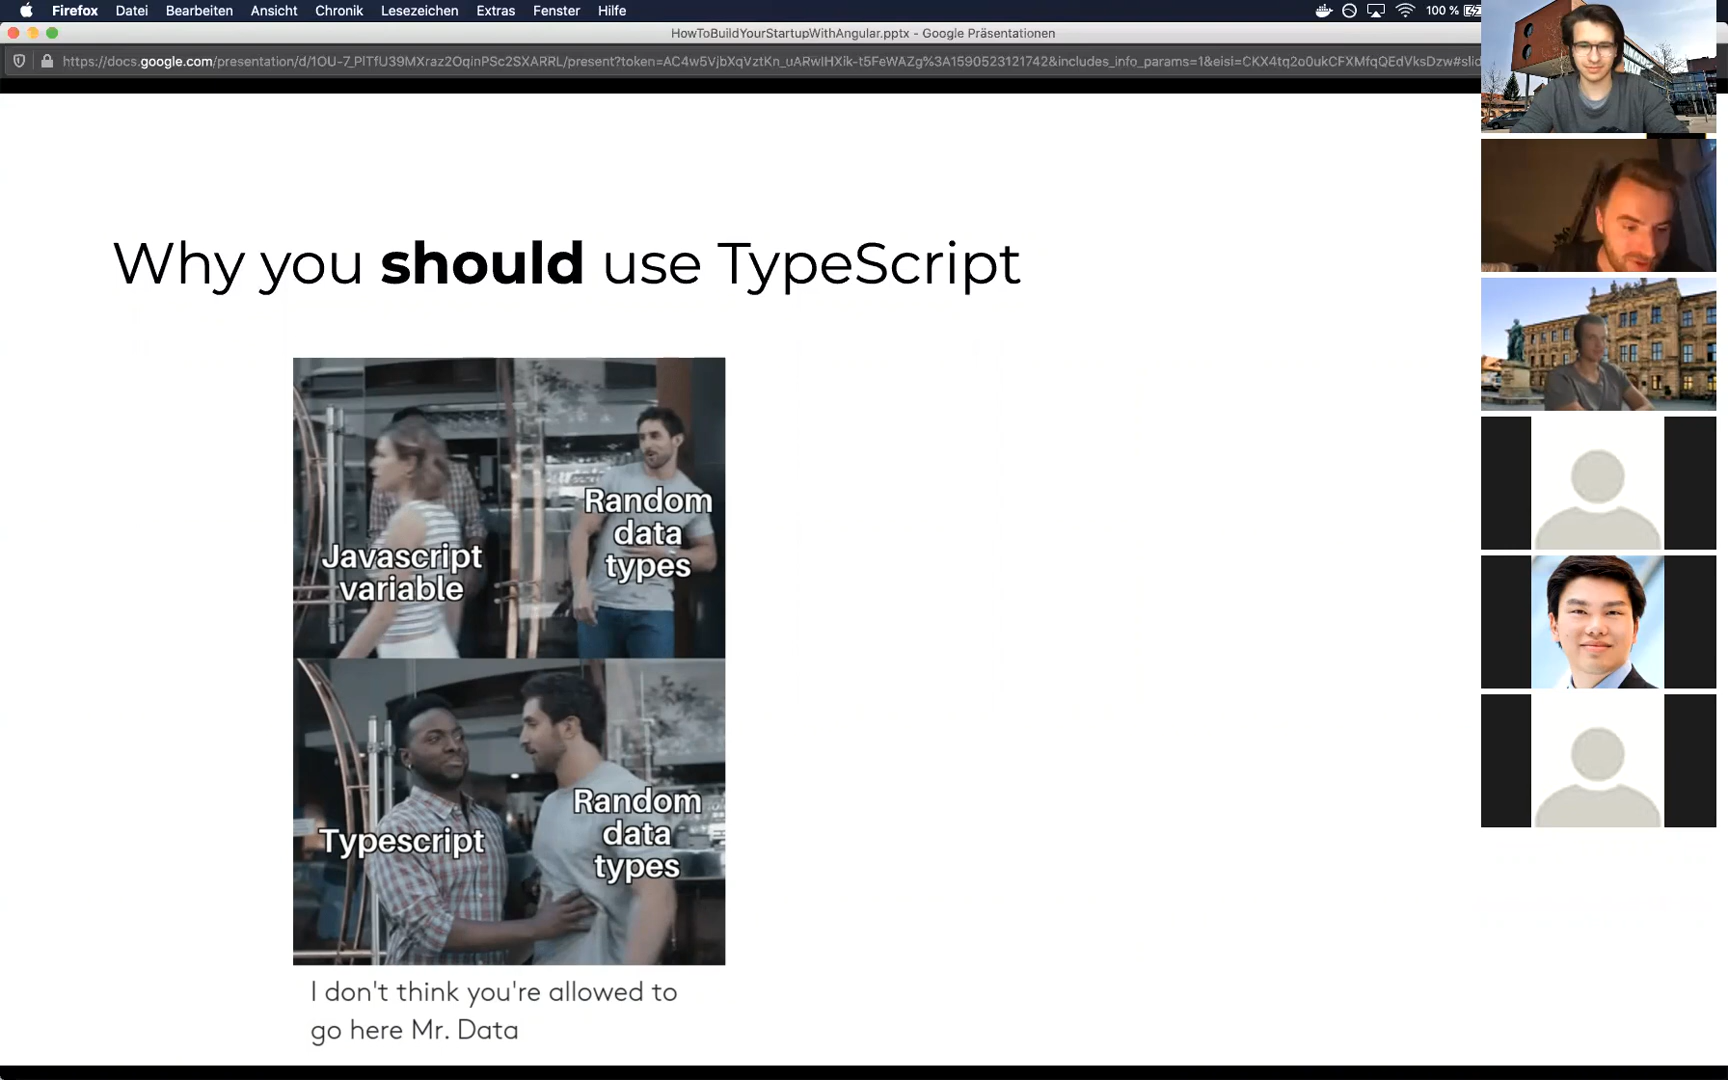 Firefox Datei Bearbeiten Ansicht Chronik Lesezeichen Extras Fenster Hilfe 100 %
HowToBuildYourStartupWithAngular.pptx - Google Präsentationen
Why you should use TypeScript
Javascript
variable
Random
data
types
Typescript
Random
data
types
I don't think you're allowed to
go here Mr. Data